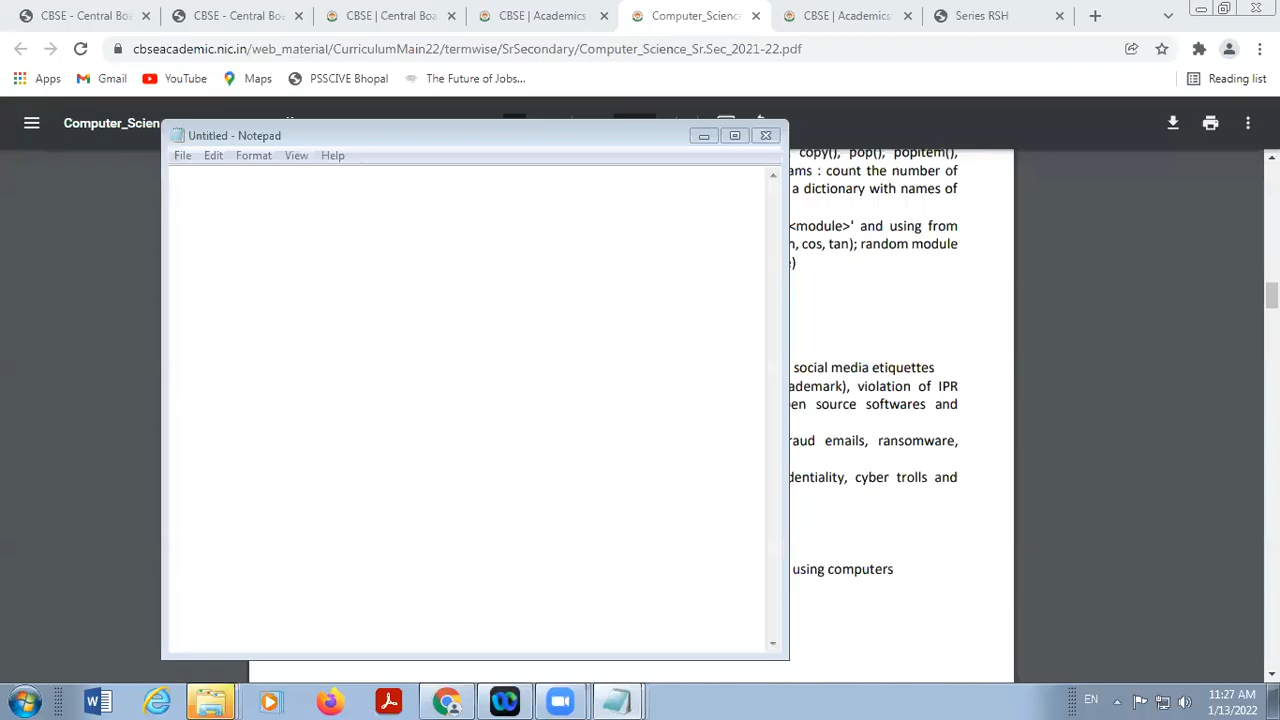 CBSE - Central Boa
CBSE - Central Boa
CBSE | Central Boa
CBSE | Academics
Computer_Science
CBSE | Academics
Series RSH
cbseacademic.nic.in/web_material/CurriculumMain22/termwise/SrSecondary/Computer_Science_Sr.Sec_2021-22.pdf
Apps
Gmail
YouTube
Maps
PSSCIVE Bhopal
The Future of Jobs...
Reading list
Computer_Scien
Untitled - Notepad
File Edit Format View Help
copy(), pop(), popitem(),
ams : count the number of
a dictionary with names of
<module>' and using from
n, cos, tan); random module
e)
social media etiquettes
ademark), violation of IPR
en source softwares and
raud emails, ransomware,
dentiality, cyber trolls and
using computers
EN
11:27 AM
1/13/2022